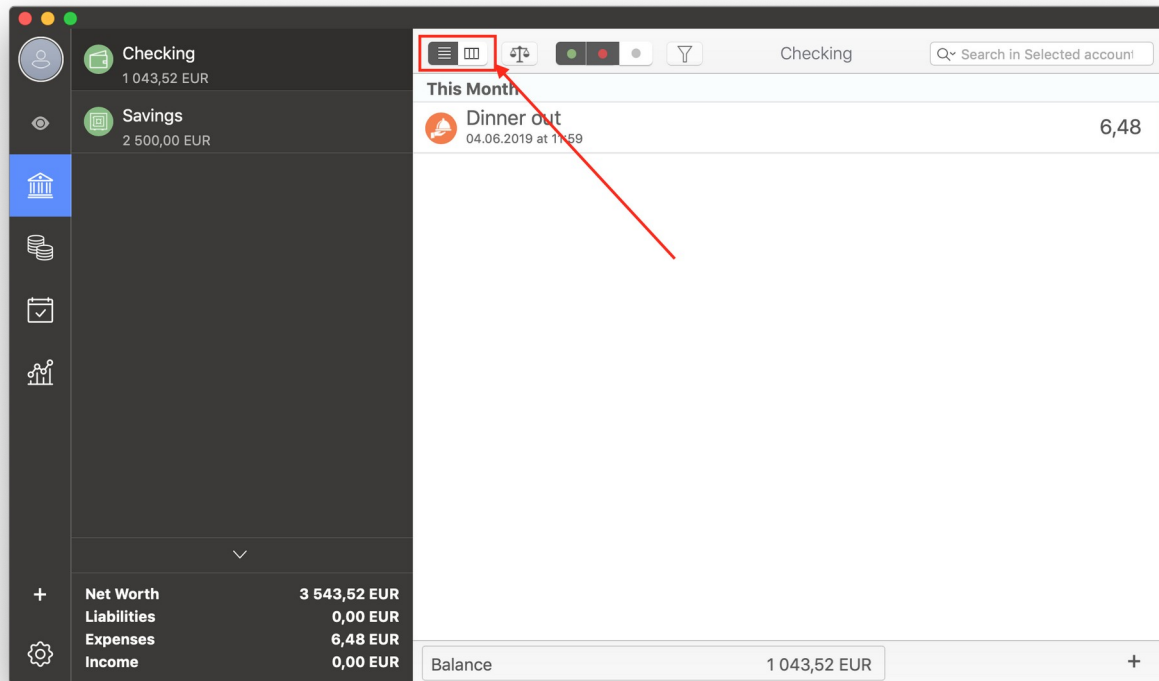 Checking
1 043,52 EUR
Savings
2 500,00 EUR
Net Worth 3 543,52 EUR
Liabilities 0,00 EUR
Expenses 6,48 EUR
Income 0,00 EUR
Checking
Search in Selected account
This Month
Dinner out
04.06.2019 at 11:59
6,48
Balance 1 043,52 EUR